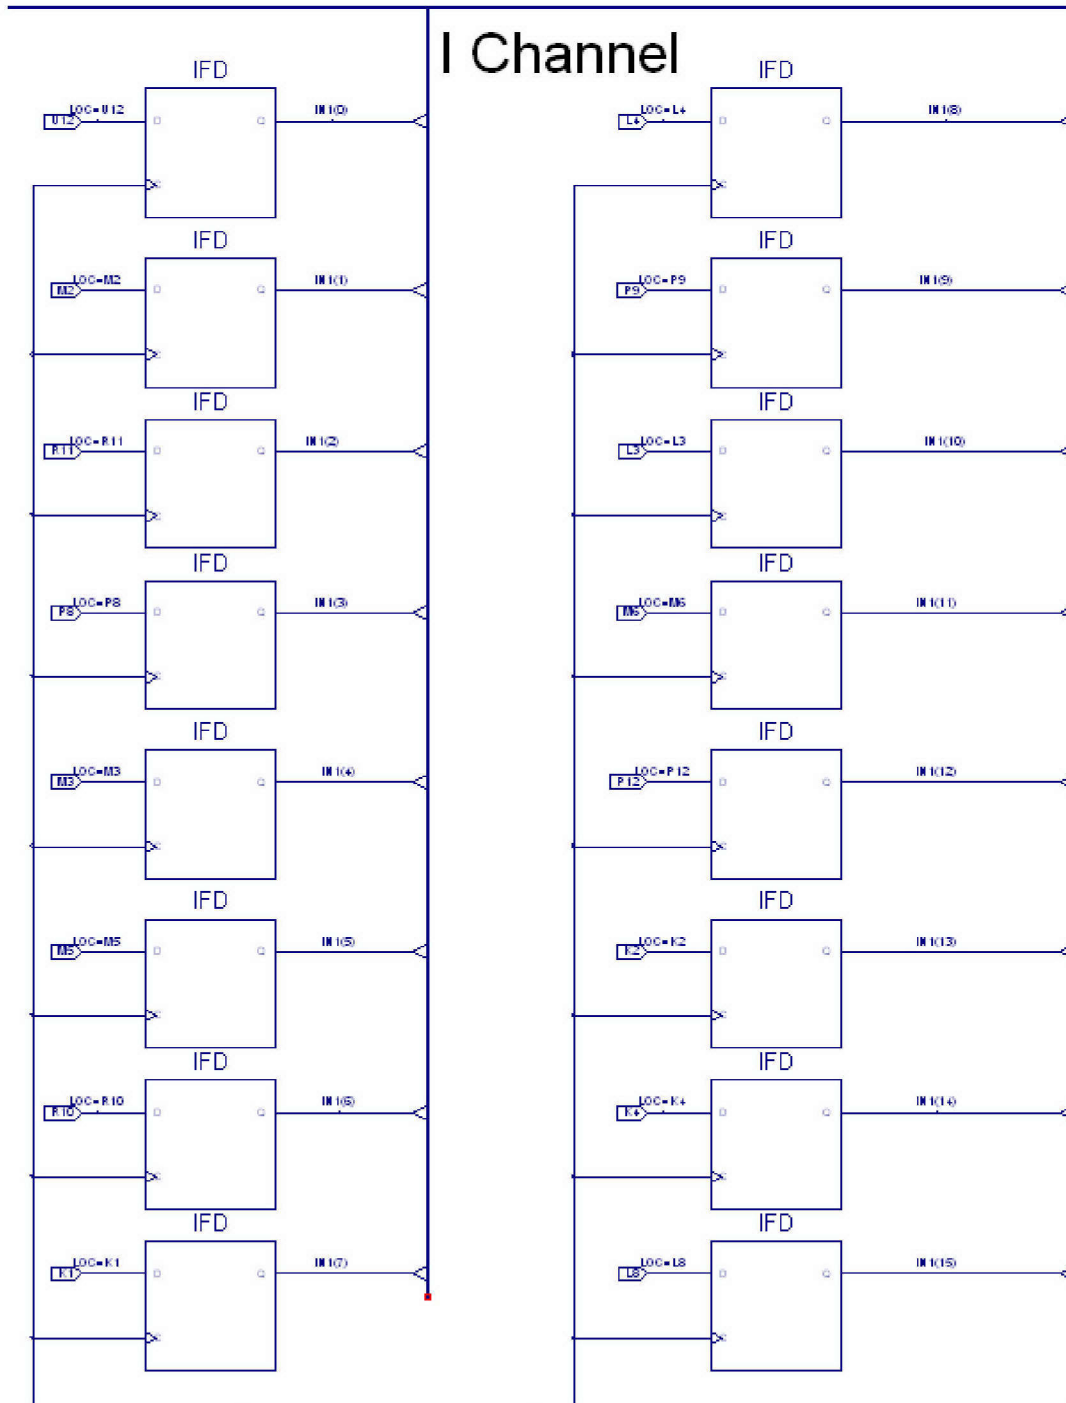 I Channel
IFD IFD
LOC=U12 IN1(0) LOC=L4 IN1(8)
U12 D Q L4 D Q
C C
IFD IFD
LOC=M2 IN1(1) LOC=P9 IN1(9)
M2 D Q P9 D Q
C C
IFD IFD
LOC=R11 IN1(2) LOC=L3 IN1(10)
R11 D Q L3 D Q
C C
IFD IFD
LOC=P8 IN1(3) LOC=M6 IN1(11)
P8 D Q M6 D Q
C C
IFD IFD
LOC=M3 IN1(4) LOC=P12 IN1(12)
M3 D Q P12 D Q
C C
IFD IFD
LOC=M5 IN1(5) LOC=K2 IN1(13)
M5 D Q K2 D Q
C C
IFD IFD
LOC=R10 IN1(6) LOC=K4 IN1(14)
R10 D Q K4 D Q
C C
IFD IFD
LOC=K1 IN1(7) LOC=L8 IN1(15)
K1 D Q L8 D Q
C C